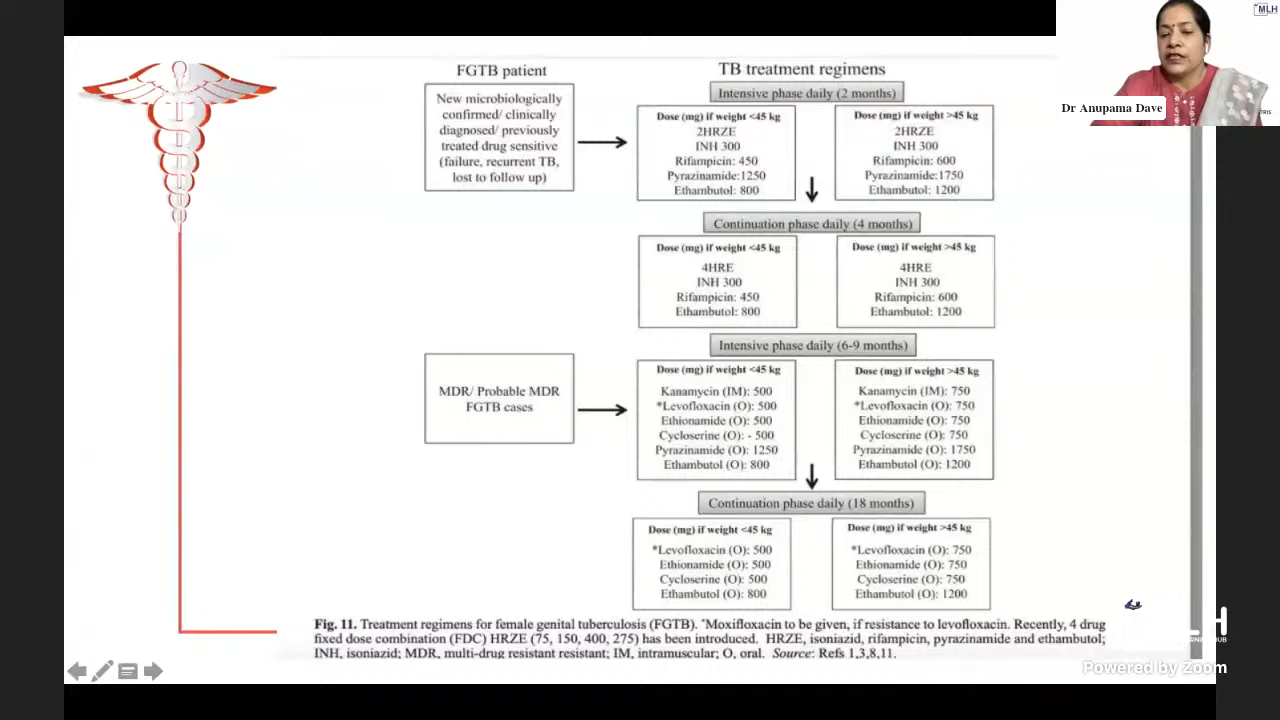 MLH
Dr Anupama Dave
FGTB patient
TB treatment regimens
New microbiologically
confirmed/ clinically
diagnosed/ previously
treated drug sensitive
(failure, recurrent TB,
lost to follow up)
Intensive phase daily (2 months)
Dose (mg) if weight <45 kg
2HRZE
INH 300
Rifampicin: 450
Pyrazinamide:1250
Ethambutol: 800
Dose (mg) if weight >45 kg
2HRZE
INH 300
Rifampicin: 600
Pyrazinamide:1750
Ethambutol: 1200
Continuation phase daily (4 months)
Dose (mg) if weight <45 kg
4HRE
INH 300
Rifampicin: 450
Ethambutol: 800
Dose (mg) if weight >45 kg
4HRE
INH 300
Rifampicin: 600
Ethambutol: 1200
MDR/ Probable MDR
FGTB cases
Intensive phase daily (6-9 months)
Dose (mg) if weight <45 kg
Kanamycin (IM): 500
*Levofloxacin (O): 500
Ethionamide (O): 500
Cycloserine (O): - 500
Pyrazinamide (O): 1250
Ethambutol (O): 800
Dose (mg) if weight >45 kg
Kanamycin (IM): 750
*Levofloxacin (O): 750
Ethionamide (O): 750
Cycloserine (O): 750
Pyrazinamide (O): 1750
Ethambutol (O): 1200
Continuation phase daily (18 months)
Dose (mg) if weight <45 kg
*Levofloxacin (O): 500
Ethionamide (O): 500
Cycloserine (O): 500
Ethambutol (O): 800
Dose (mg) if weight >45 kg
*Levofloxacin (O): 750
Ethionamide (O): 750
Cycloserine (O): 750
Ethambutol (O): 1200
Fig. 11. Treatment regimens for female genital tuberculosis (FGTB). *Moxifloxacin to be given, if resistance to levofloxacin. Recently, 4 drug
fixed dose combination (FDC) HRZE (75, 150, 400, 275) has been introduced. HRZE, isoniazid, rifampicin, pyrazinamide and ethambutol;
INH, isoniazid; MDR, multi-drug resistant resistant; IM, intramuscular; O, oral. Source: Refs 1,3,8,11.
Powered by Zoom